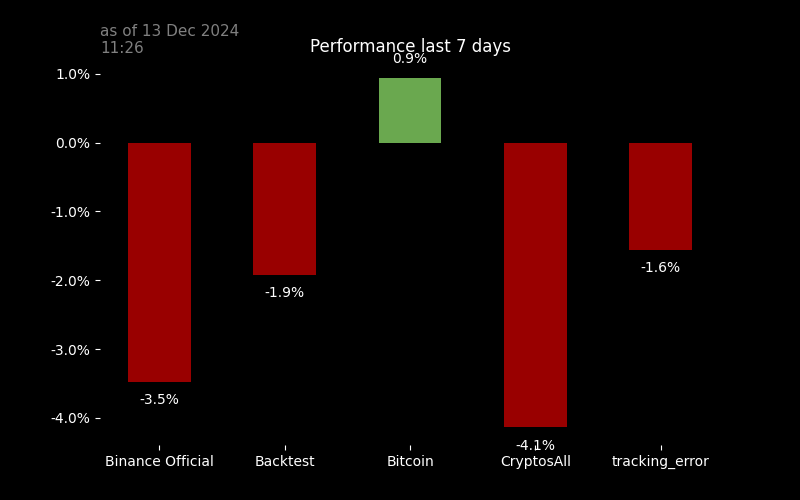 as of 13 Dec 2024
11:26
Performance last 7 days
0.9%
1.0%
0.0%
-1.0%
-2.0%
-3.0%
-4.0%
-3.5%
-1.9%
-4.1%
-1.6%
Binance Official
Backtest
Bitcoin
CryptosAll
tracking_error